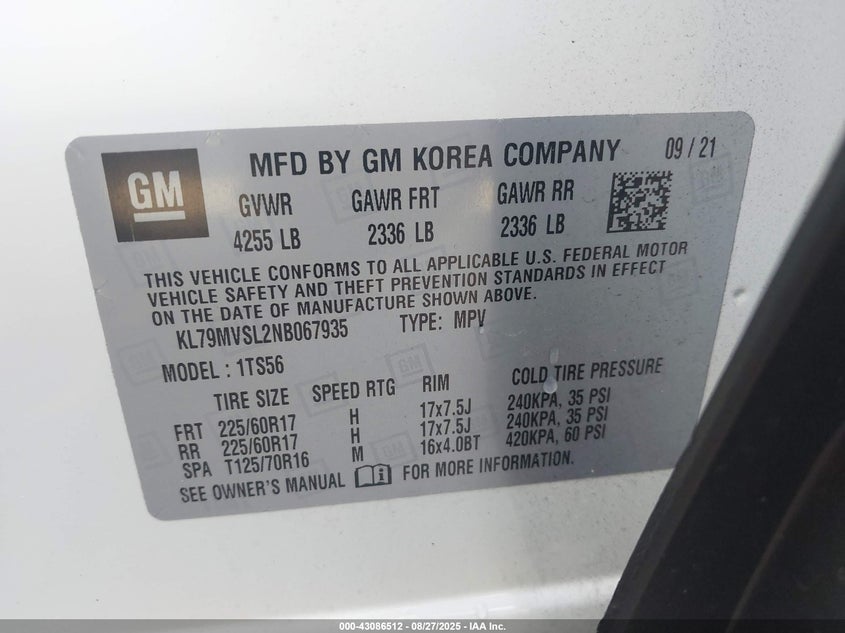 GM
MFD BY GM KOREA COMPANY 09 / 21
GVWR GAWR FRT GAWR RR
4255 LB 2336 LB 2336 LB
THIS VEHICLE CONFORMS TO ALL APPLICABLE U.S. FEDERAL MOTOR
VEHICLE SAFETY AND THEFT PREVENTION STANDARDS IN EFFECT
ON THE DATE OF MANUFACTURE SHOWN ABOVE.
KL79MVSL2NB067935 TYPE: MPV
MODEL : 1TS56
TIRE SIZE SPEED RTG RIM COLD TIRE PRESSURE
FRT 225/60R17 H 17x7.5J 240KPA, 35 PSI
RR 225/60R17 H 17x7.5J 240KPA, 35 PSI
SPA T125/70R16 M 16x4.0BT 420KPA, 60 PSI
SEE OWNER'S MANUAL FOR MORE INFORMATION.
000-43086512 - 08/27/2025 - IAA Inc.